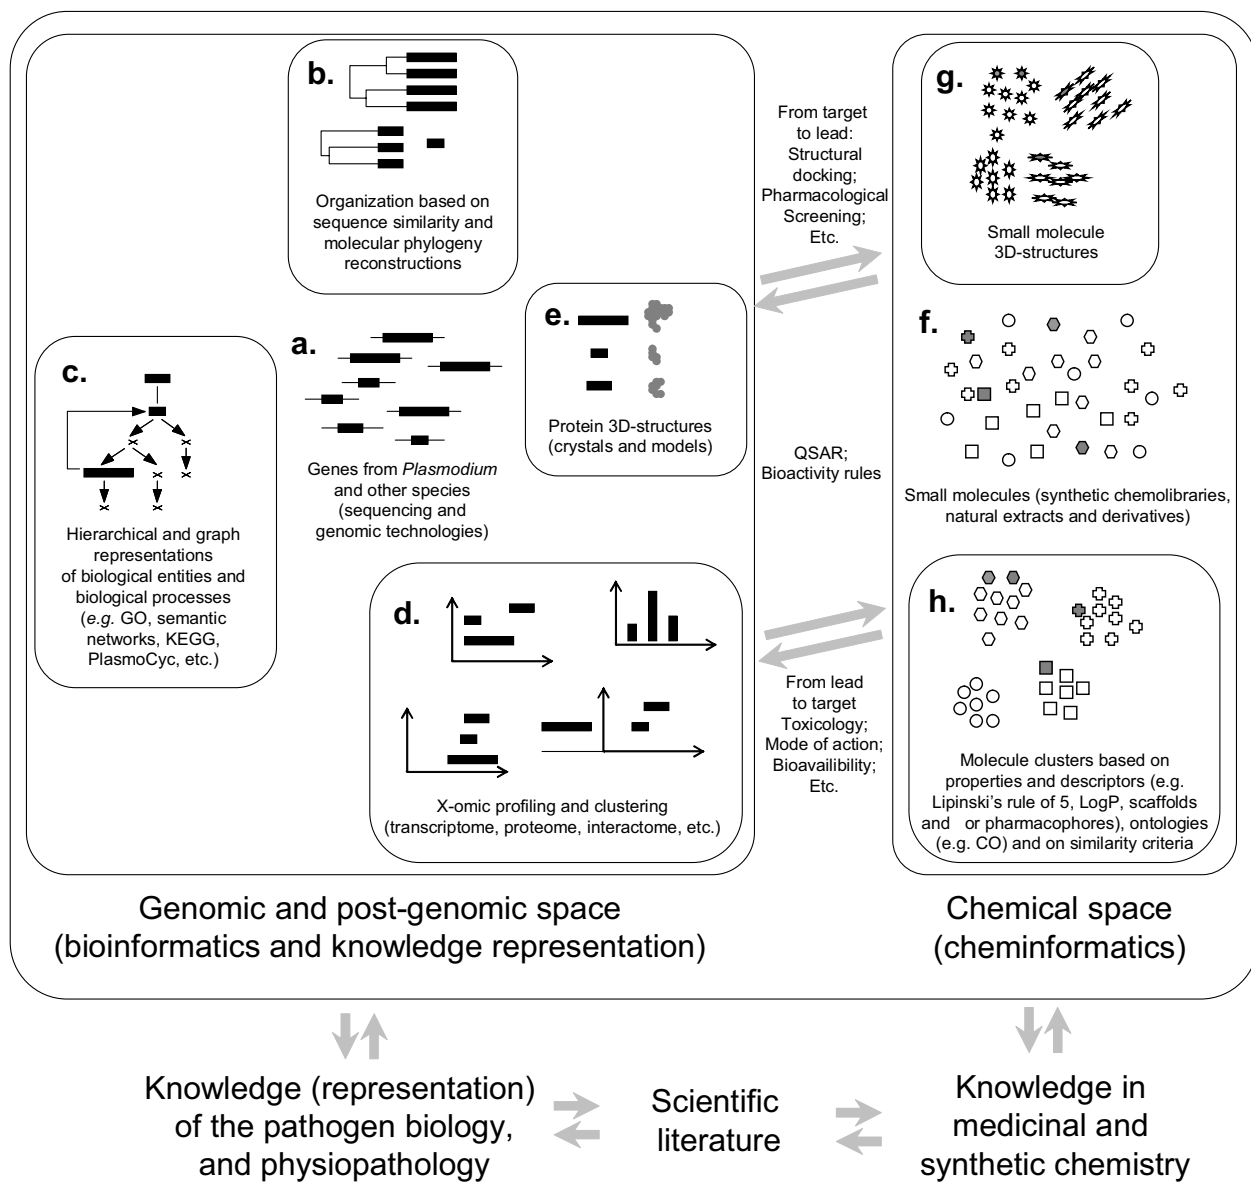 b.
Organization based on
sequence similarity and
molecular phylogeny
reconstructions
a.
Genes from Plasmodium
and other species
(sequencing and
genomic technologies)
c.
Hierarchical and graph
representations
of biological entities and
biological processes
(e.g. GO, semantic
networks, KEGG,
PlasmoCyc, etc.)
e.
Protein 3D-structures
(crystals and models)
d.
X-omic profiling and clustering
(transcriptome, proteome, interactome, etc.)
Genomic and post-genomic space
(bioinformatics and knowledge representation)
From target
to lead:
Structural
docking;
Pharmacological
Screening;
Etc.
QSAR;
Bioactivity rules
From lead
to target
Toxicology;
Mode of action;
Bioavailibility;
Etc.
g.
Small molecule
3D-structures
f.
Small molecules (synthetic chemolibraries,
natural extracts and derivatives)
h.
Molecule clusters based on
properties and descriptors (e.g.
Lipinski's rule of 5, LogP, scaffolds
and or pharmacophores), ontologies
(e.g. CO) and on similarity criteria
Chemical space
(cheminformatics)
Knowledge (representation)
of the pathogen biology,
and physiopathology
Scientific
literature
Knowledge in
medicinal and
synthetic chemistry